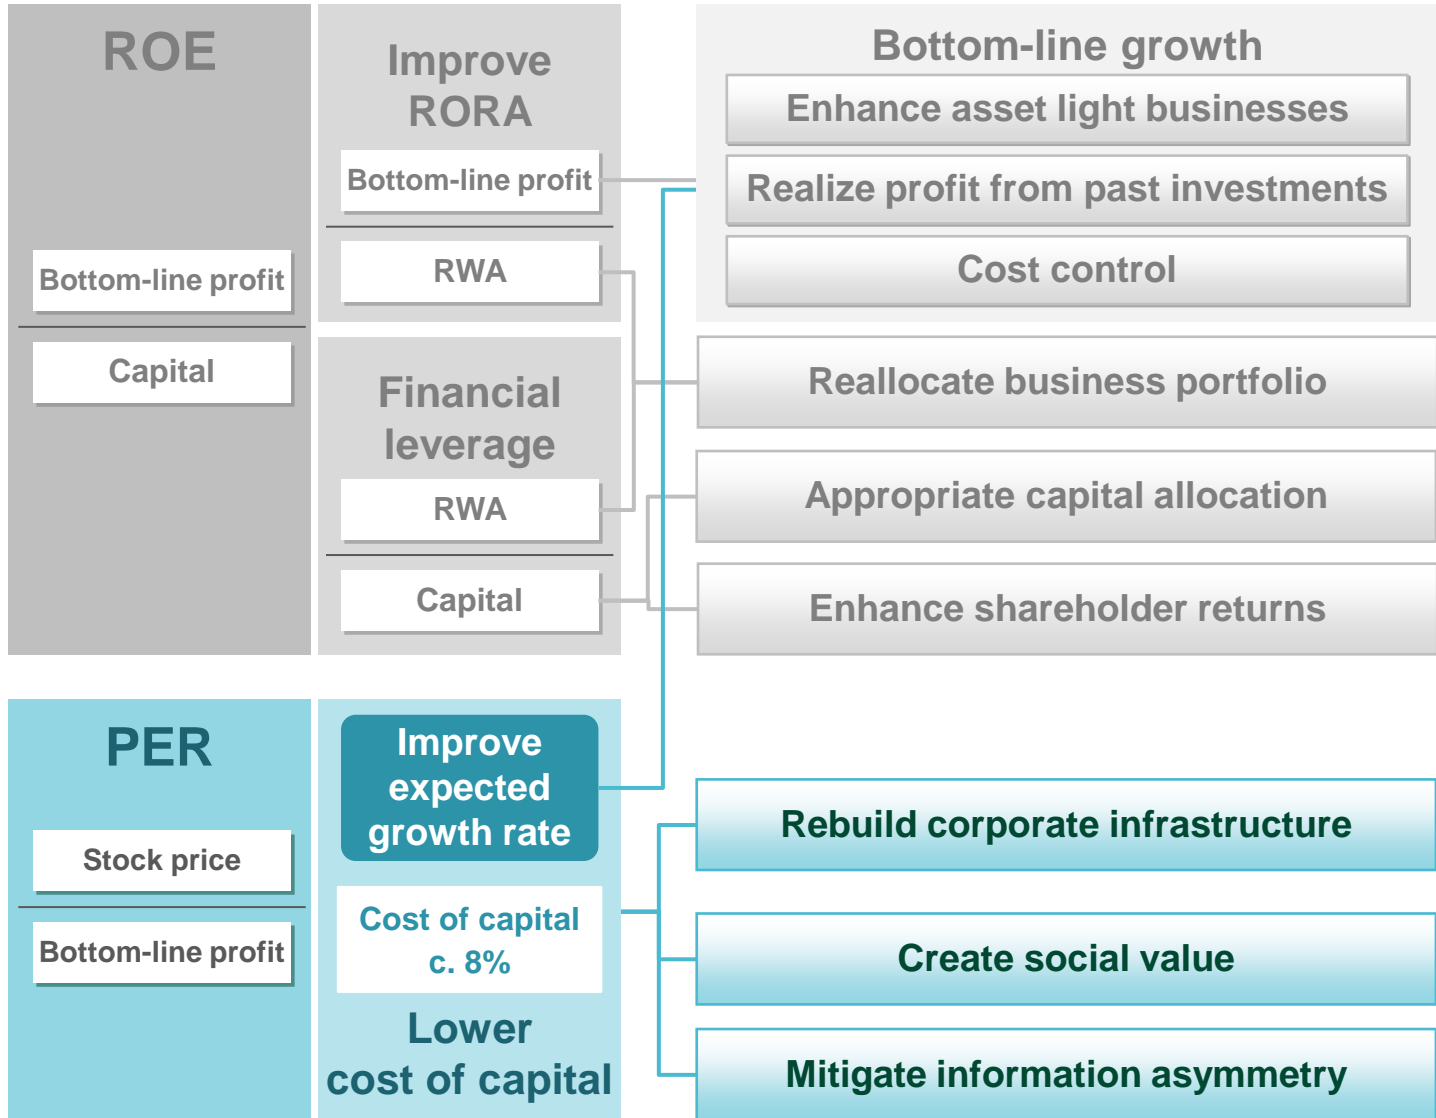 ROE
Bottom-line profit
Capital
Improve
RORA
Bottom-line profit
RWA
Financial
leverage
RWA
Capital
Bottom-line growth
Enhance asset light businesses
Realize profit from past investments
Cost control
Reallocate business portfolio
Appropriate capital allocation
Enhance shareholder returns
PER
Stock price
Bottom-line profit
Improve
expected
growth rate
Cost of capital
c. 8%
Lower
cost of capital
Rebuild corporate infrastructure
Create social value
Mitigate information asymmetry